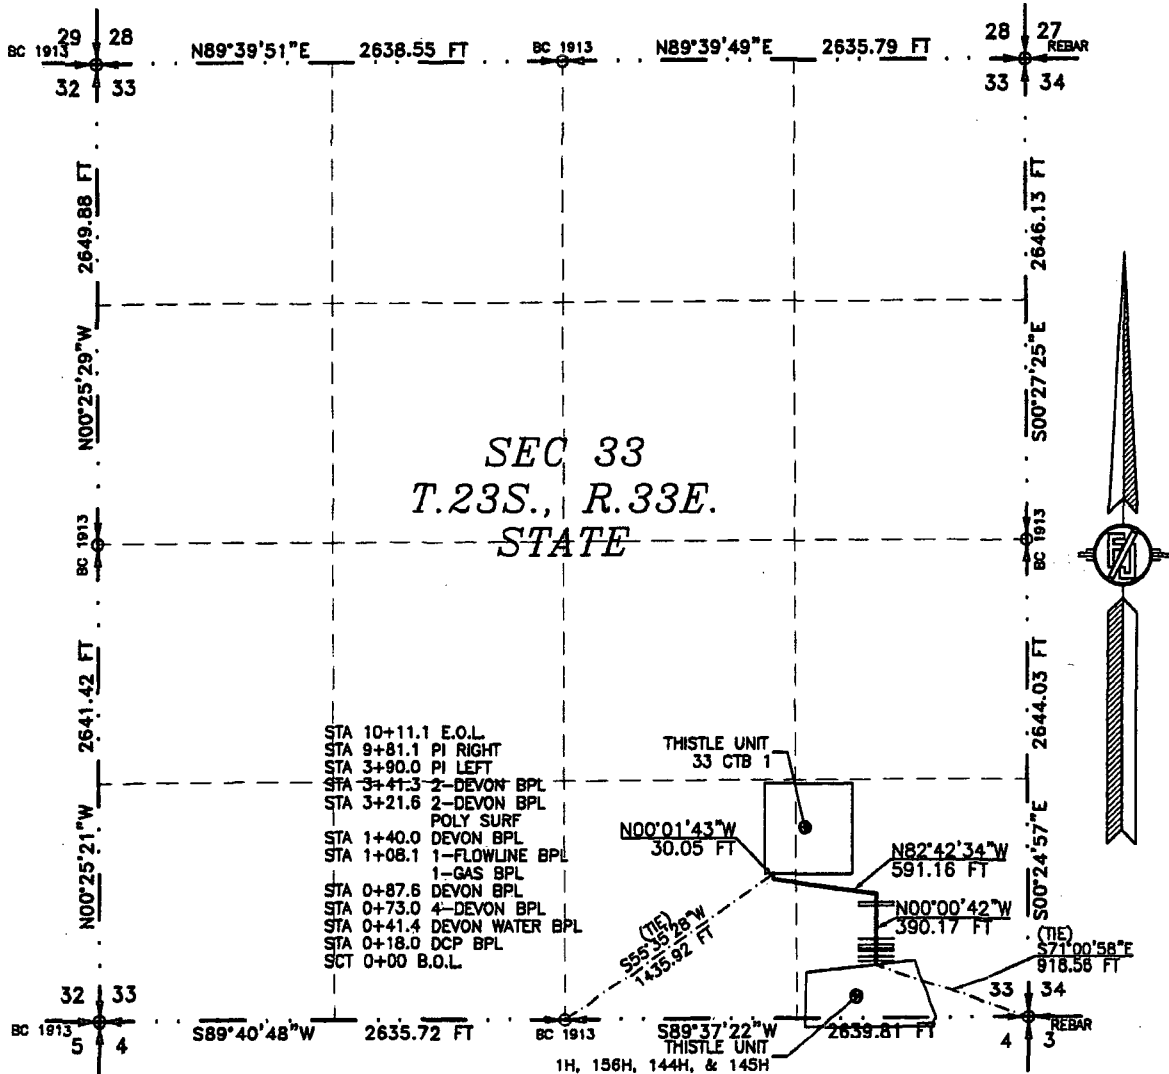 29 28
BC 1913
32 33
N89°39'51"E 2638.55 FT
BC 1913
N89°39'49"E 2635.79 FT
28 27
REBAR
33 34
2649.88 FT
N00°25'29"W
2646.13 FT
S00°27'25"E
SEC 33
T.23S., R.33E.
STATE
BC 1913
BC 1913
2641.42 FT
N00°25'21"W
2644.03 FT
S00°24'57"E
STA 10+11.1 E.O.L.
STA 9+81.1 PI RIGHT
STA 3+90.0 PI LEFT
STA 3+41.3 2-DEVON BPL
STA 3+21.6 2-DEVON BPL
POLY SURF
STA 1+40.0 DEVON BPL
STA 1+08.1 1-FLOWLINE BPL
1-GAS BPL
STA 0+87.6 DEVON BPL
STA 0+73.0 4-DEVON BPL
STA 0+41.4 DEVON WATER BPL
STA 0+18.0 DCP BPL
SCT 0+00 B.O.L.
THISTLE UNIT
33 CTB 1
N00°01'43"W
30.05 FT
N82°42'34"W
591.16 FT
N00°00'42"W
390.17 FT
(TIE)
S55°35'28"W
1435.92 FT
(TIE)
S71°00'58"E
918.56 FT
32 33
BC 1913
5 4
S89°40'48"W 2635.72 FT
BC 1913
S89°37'22"W 2639.81 FT
33 34
REBAR
4 3
THISTLE UNIT
1H, 156H, 144H, & 145H